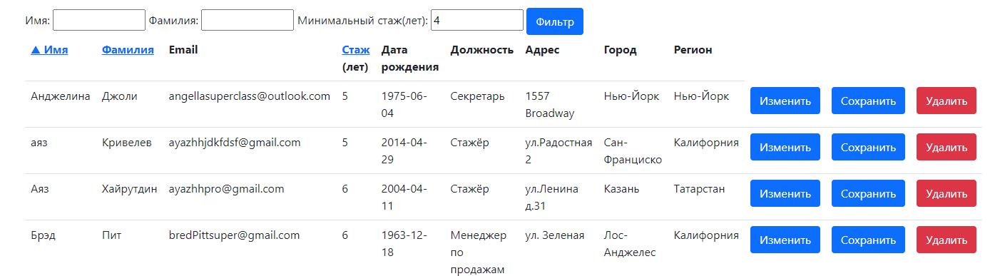 Имя: Фамилия: Минимальный стаж(лет): 4 Фильтр
▲ Имя Фамилия Email Стаж Дата Должность Адрес Город Регион
(лет) рождения
Анджелина Джоли angellasuperclass@outlook.com 5 1975-06- Секретарь 1557 Нью-Йорк Нью-Йорк Изменить Сохранить Удалить
04 Broadway
аяз Кривелев ayazhhjdkfdsf@gmail.com 5 2014-04- Стажёр ул.Радостная Сан- Калифорния Изменить Сохранить Удалить
29 2 Франциско
Аяз Хайрутдин ayazhhpro@gmail.com 6 2004-04- Стажёр ул.Ленина Казань Татарстан Изменить Сохранить Удалить
11 д.31
Брэд Пит bredPittsuper@gmail.com 6 1963-12- Менеджер ул. Зеленая Лос- Калифорния Изменить Сохранить Удалить
18 по Анджелес
продажам